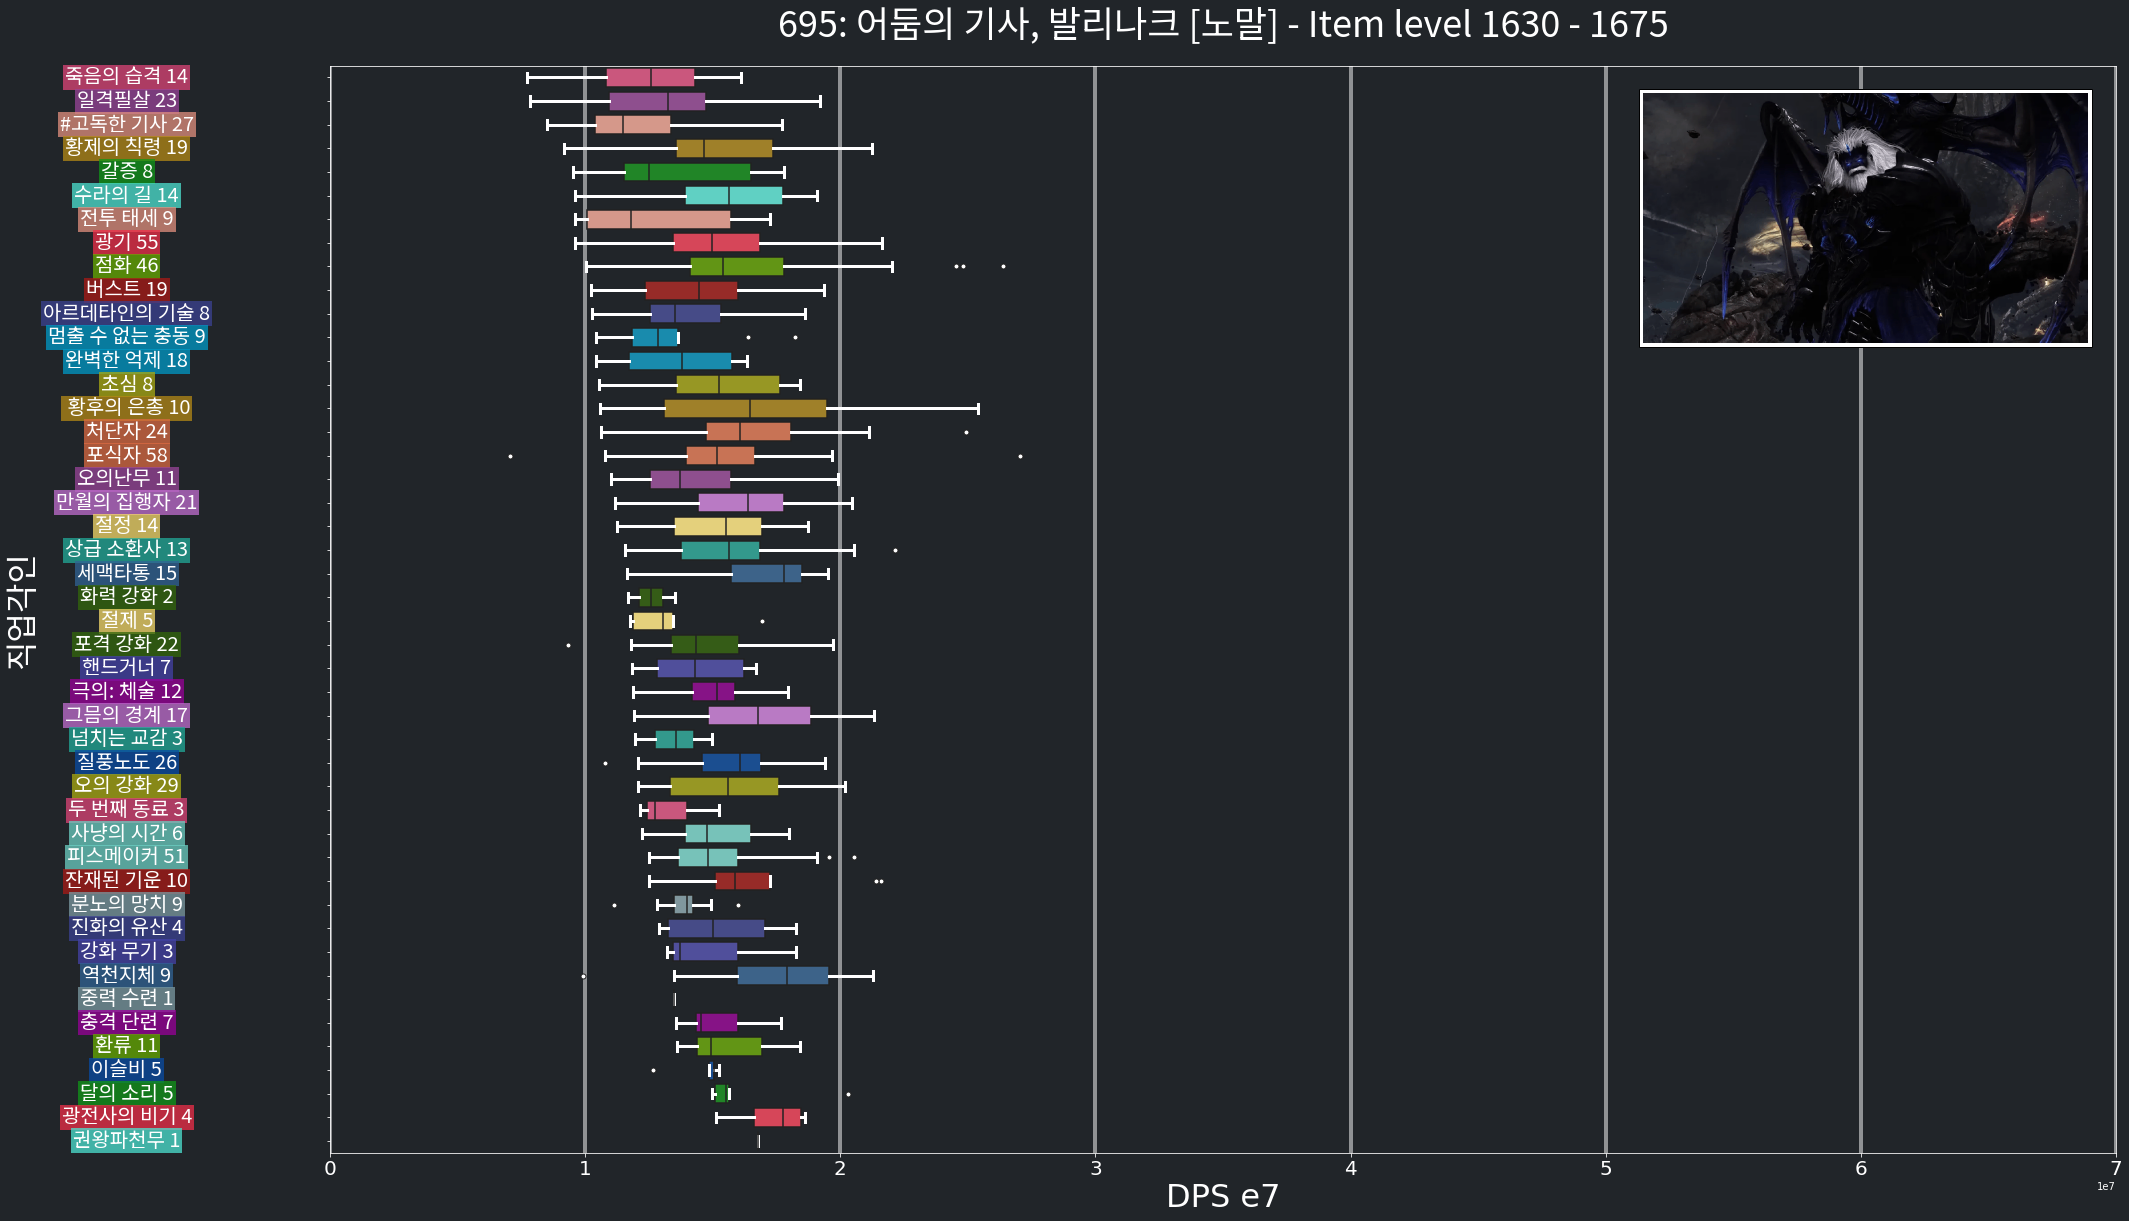 695: 어둠의 기사, 발리나크 [노말] - Item level 1630 - 1675
죽음의 습격 14
일격필살 23
#고독한 기사 27
황제의 칙령 19
갈증 8
수라의 길 14
전투 태세 9
광기 55
점화 46
버스트 19
아르데타인의 기술 8
멈출 수 없는 충동 9
완벽한 억제 18
초심 8
황후의 은총 10
처단자 24
포식자 58
오의난무 11
만월의 집행자 21
절정 14
상급 소환사 13
세맥타통 15
화력 강화 2
절제 5
포격 강화 22
핸드거너 7
극의: 체술 12
그믐의 경계 17
넘치는 교감 3
질풍노도 26
오의 강화 29
두 번째 동료 3
사냥의 시간 6
피스메이커 51
잔재된 기운 10
분노의 망치 9
진화의 유산 4
강화 무기 3
역천지체 9
중력 수련 1
충격 단련 7
환류 11
이슬비 5
달의 소리 5
광전사의 비기 4
권왕파천무 1
직업각인
0 1 2 3 4 5 6 7
1e7
DPS e7